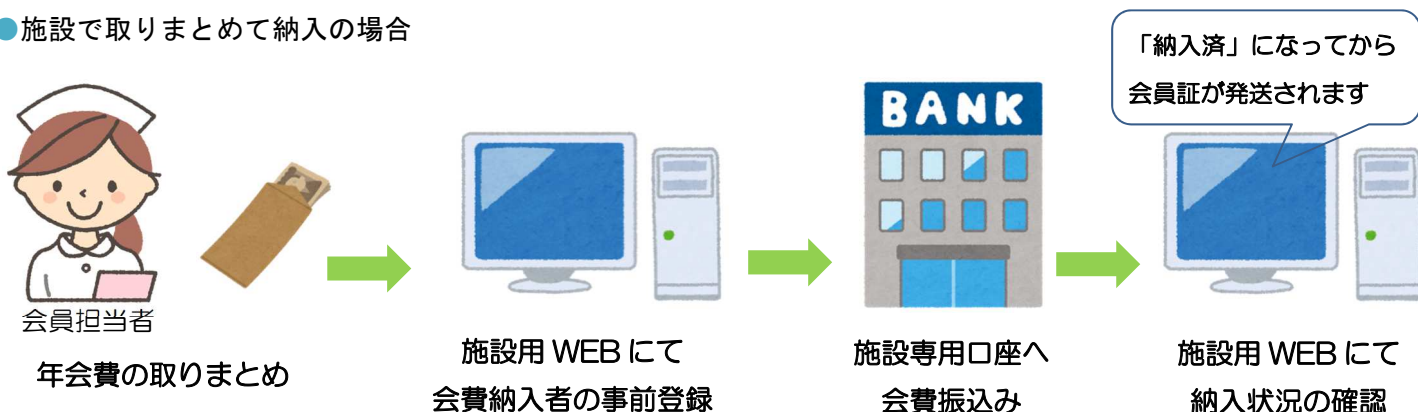 ●施設で取りまとめて納入の場合
「納入済」になってから
会員証が発送されます
BANK
会員担当者
年会費の取りまとめ
施設用 WEB にて
会費納入者の事前登録
施設専用口座へ
会費振込み
施設用 WEB にて
納入状況の確認